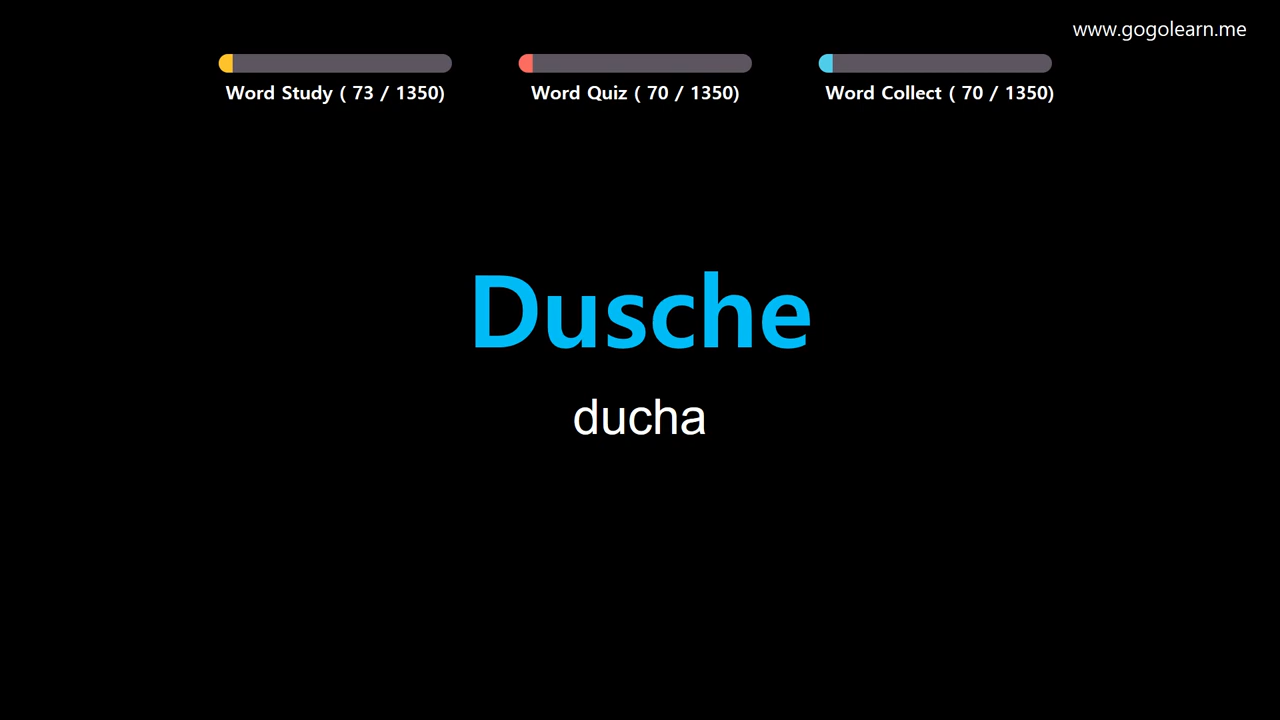 www.gogolearn.me
Word Study ( 73 / 1350)
Word Quiz ( 70 / 1350)
Word Collect ( 70 / 1350)
Dusche
ducha